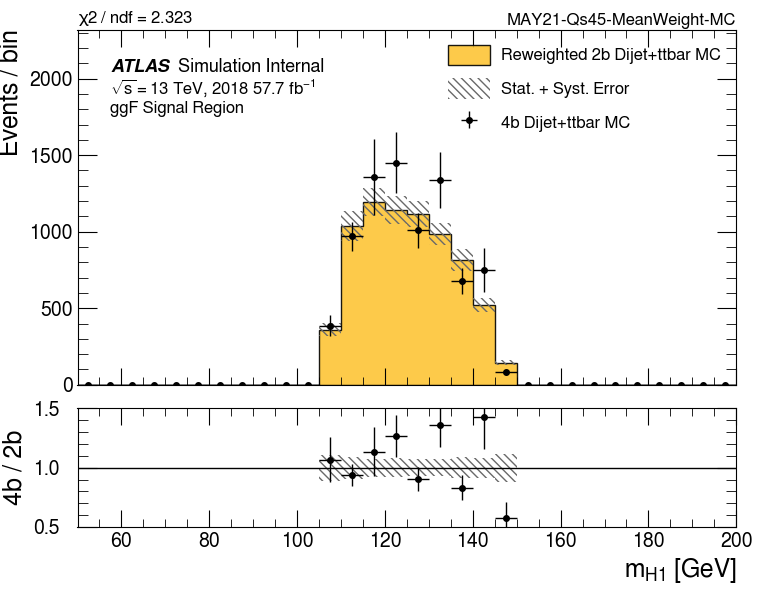 χ2 / ndf = 2.323
MAY21-Qs45-MeanWeight-MC
ATLAS Simulation Internal
√s = 13 TeV, 2018 57.7 fb⁻¹
ggF Signal Region
Reweighted 2b Dijet+ttbar MC
Stat. + Syst. Error
4b Dijet+ttbar MC
Events / bin
2000
1500
1000
500
0
4b / 2b
1.5
1.0
0.5
60 80 100 120 140 160 180 200
mH1 [GeV]